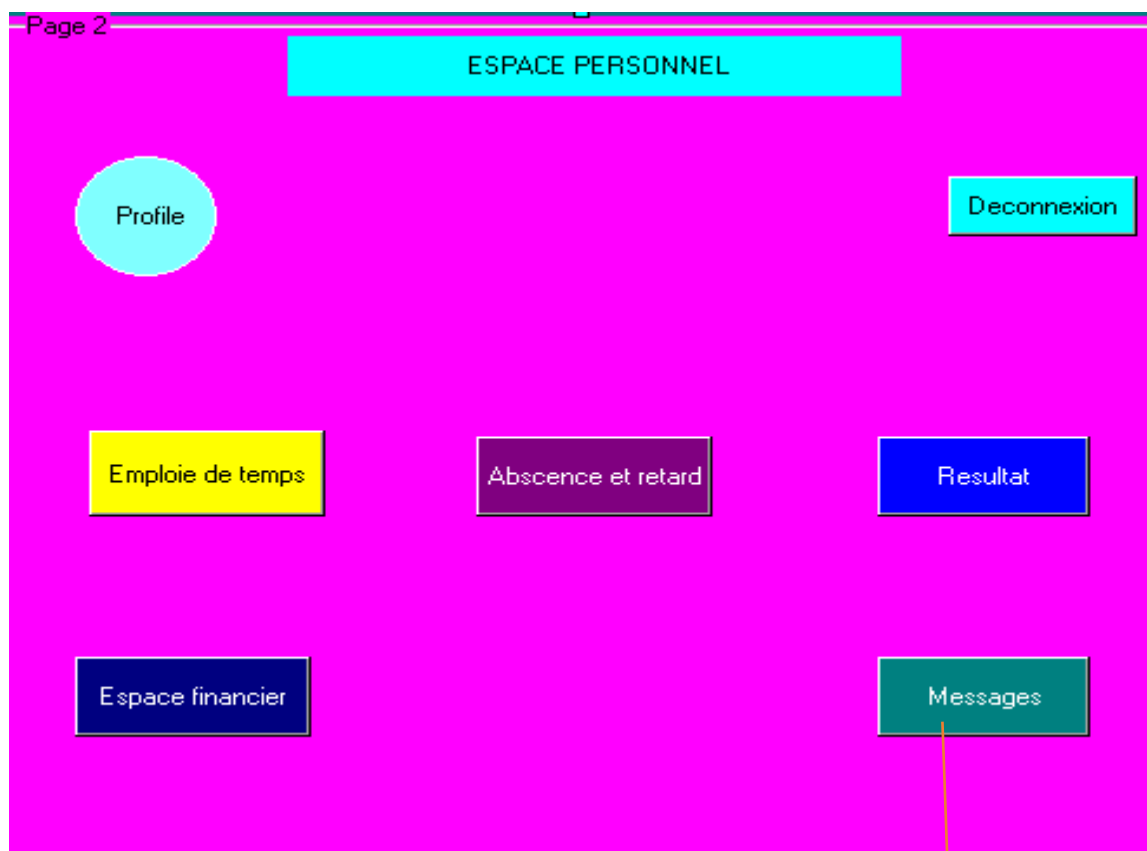 Page 2
ESPACE PERSONNEL
Profile
Deconnexion
Emploie de temps
Abscence et retard
Resultat
Espace financier
Messages